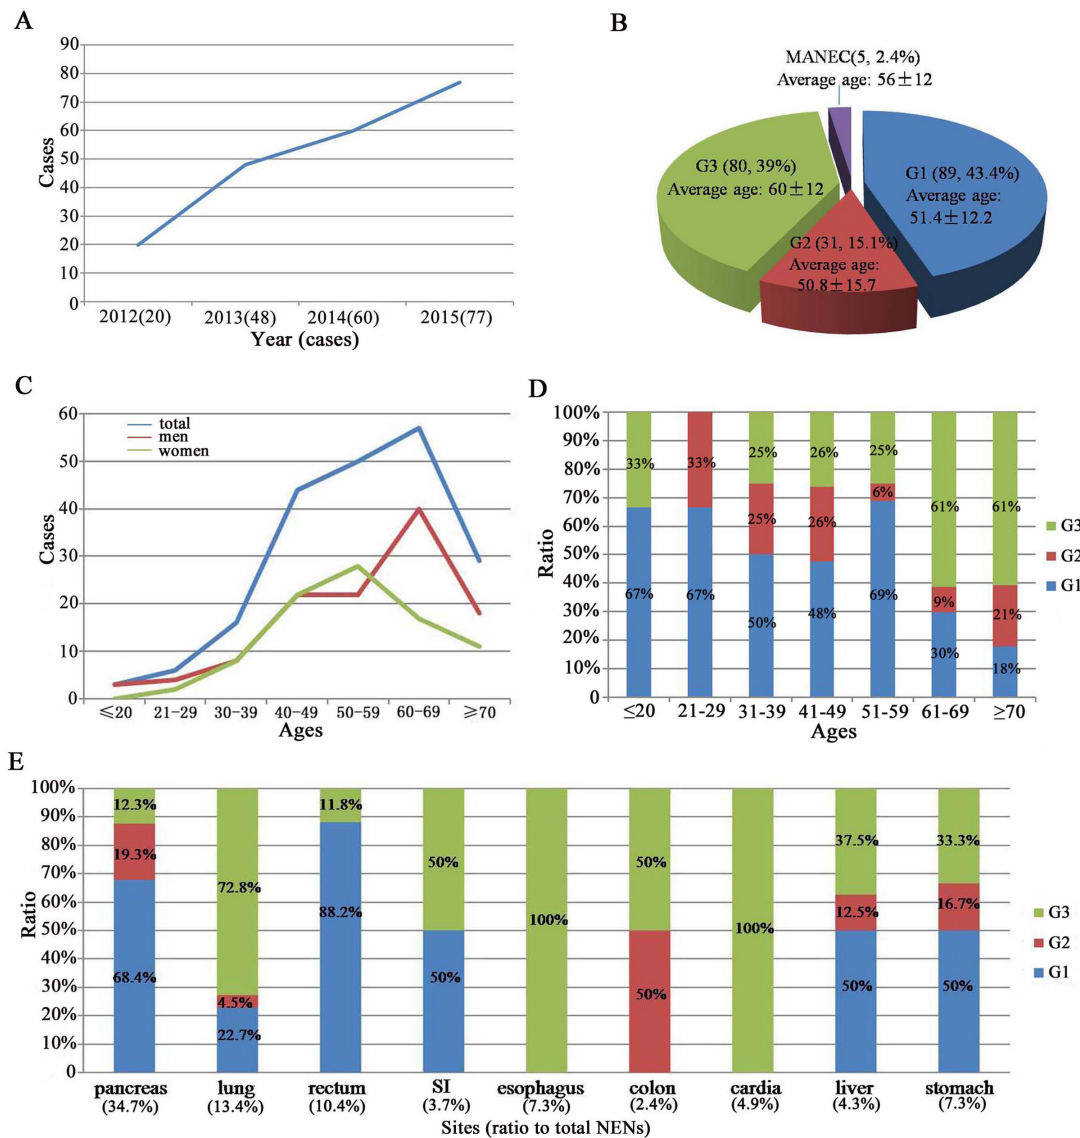 A
90
80
70
60
50
40
30
20
10
0
Cases
2012(20) 2013(48) 2014(60) 2015(77)
Year (cases)
B
MANEC(5, 2.4%)
Average age: 56±12
G3 (80, 39%)
Average age: 60±12
G1 (89, 43.4%)
Average age:
51.4±12.2
G2 (31, 15.1%)
Average age:
50.8±15.7
C
60
50
40
30
20
10
0
Cases
total
men
women
≤20 21-29 30-39 40-49 50-59 60-69 ≥70
Ages
D
100%
90%
80%
70%
60%
50%
40%
30%
20%
10%
0
Ratio
33% 33% 25% 26% 25% 61% 61%
25% 26% 6% 9% 21%
67% 67% 50% 48% 69% 30% 18%
G3
G2
G1
≤20 21-29 31-39 41-49 51-59 61-69 ≥70
Ages
E
100%
90%
80%
70%
60%
50%
40%
30%
20%
10%
0
Ratio
12.3% 72.8% 11.8% 50% 100% 50% 100% 37.5% 33.3%
19.3% 4.5% 50% 12.5% 16.7%
68.4% 22.7% 88.2% 50% 50% 50%
G3
G2
G1
pancreas lung rectum SI esophagus colon cardia liver stomach
(34.7%) (13.4%) (10.4%) (3.7%) (7.3%) (2.4%) (4.9%) (4.3%) (7.3%)
Sites (ratio to total NENs)